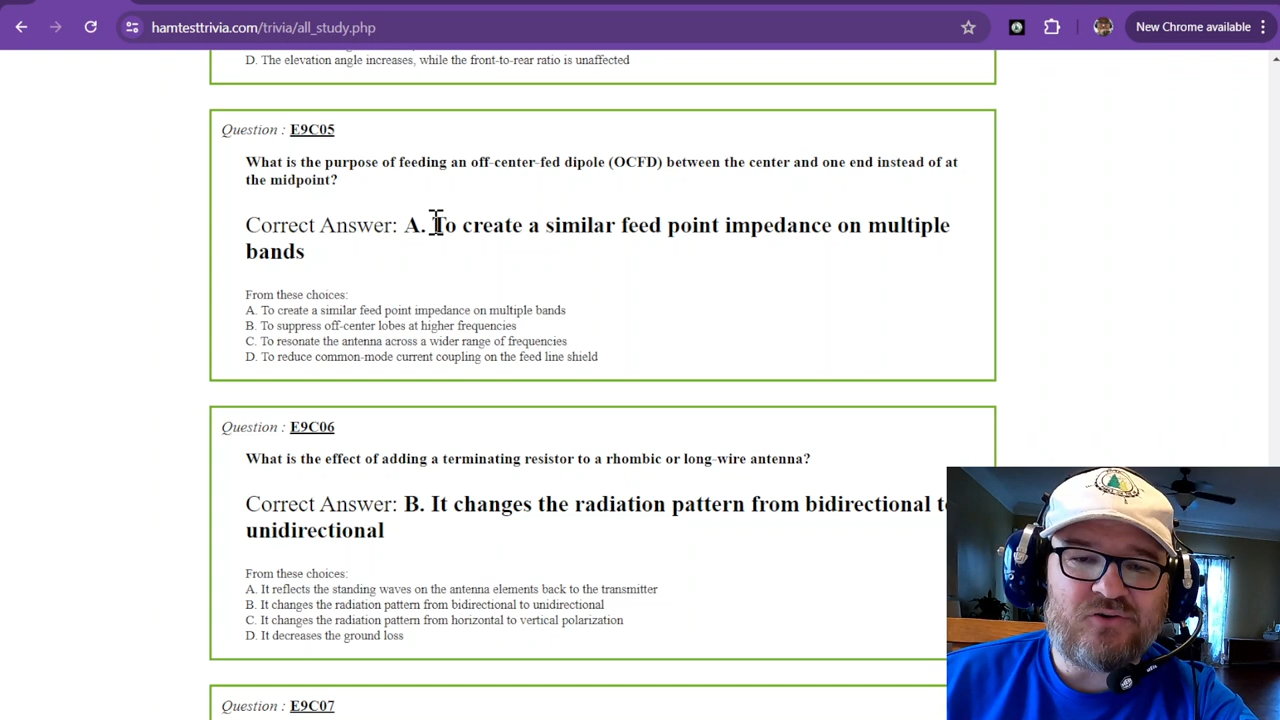 hamtesttrivia.com/trivia/all_study.php
New Chrome available
D. The elevation angle increases, while the front-to-rear ratio is unaffected
Question : E9C05
What is the purpose of feeding an off-center-fed dipole (OCFD) between the center and one end instead of at
the midpoint?
Correct Answer: A. To create a similar feed point impedance on multiple
bands
From these choices:
A. To create a similar feed point impedance on multiple bands
B. To suppress off-center lobes at higher frequencies
C. To resonate the antenna across a wider range of frequencies
D. To reduce common-mode current coupling on the feed line shield
Question : E9C06
What is the effect of adding a terminating resistor to a rhombic or long-wire antenna?
Correct Answer: B. It changes the radiation pattern from bidirectional
unidirectional
From these choices:
A. It reflects the standing waves on the antenna elements back to the transmitter
B. It changes the radiation pattern from bidirectional to unidirectional
C. It changes the radiation pattern from horizontal to vertical polarization
D. It decreases the ground loss
Question : E9C07